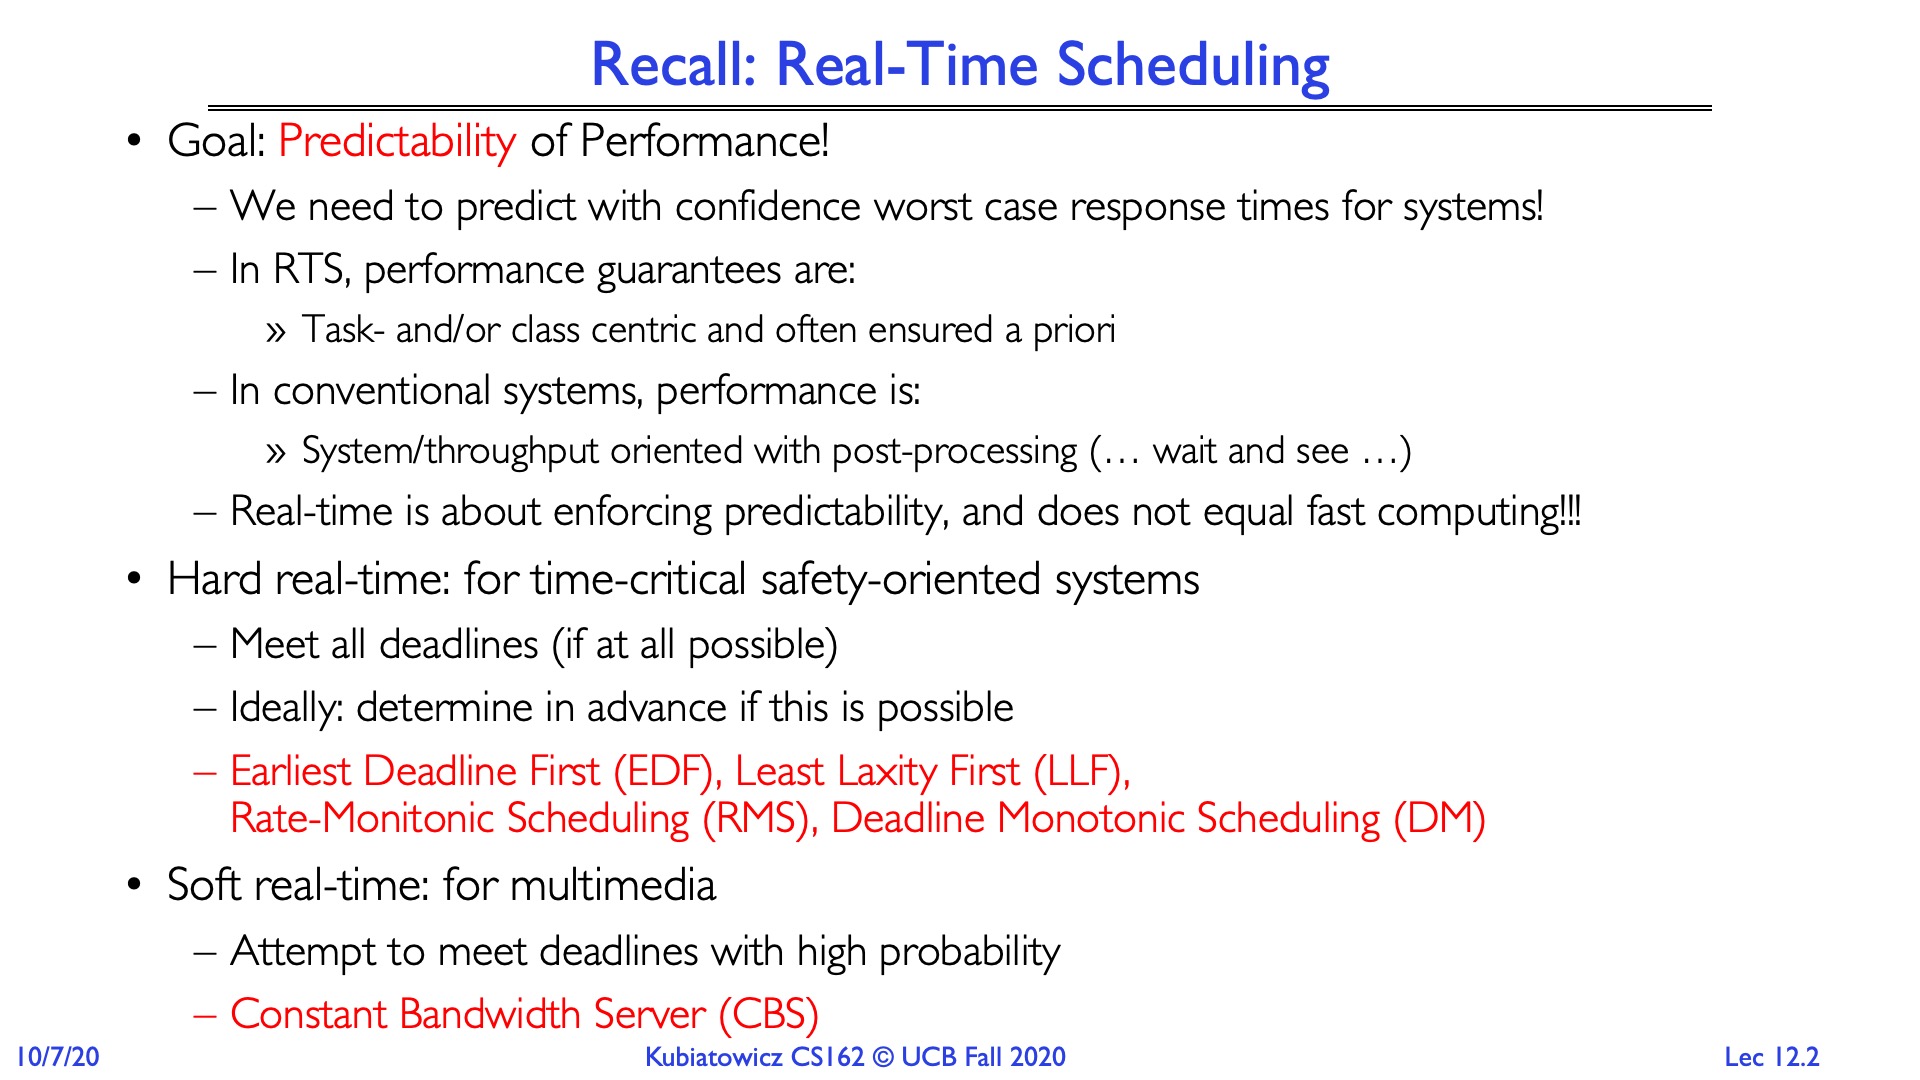 Recall: Real-Time Scheduling
• Goal: Predictability of Performance!
– We need to predict with confidence worst case response times for systems!
– In RTS, performance guarantees are:
» Task- and/or class centric and often ensured a priori
– In conventional systems, performance is:
» System/throughput oriented with post-processing (… wait and see …)
– Real-time is about enforcing predictability, and does not equal fast computing!!!
• Hard real-time: for time-critical safety-oriented systems
– Meet all deadlines (if at all possible)
– Ideally: determine in advance if this is possible
– Earliest Deadline First (EDF), Least Laxity First (LLF),
Rate-Monitonic Scheduling (RMS), Deadline Monotonic Scheduling (DM)
• Soft real-time: for multimedia
– Attempt to meet deadlines with high probability
– Constant Bandwidth Server (CBS)
10/7/20
Kubiatowicz CS162 © UCB Fall 2020
Lec 12.2